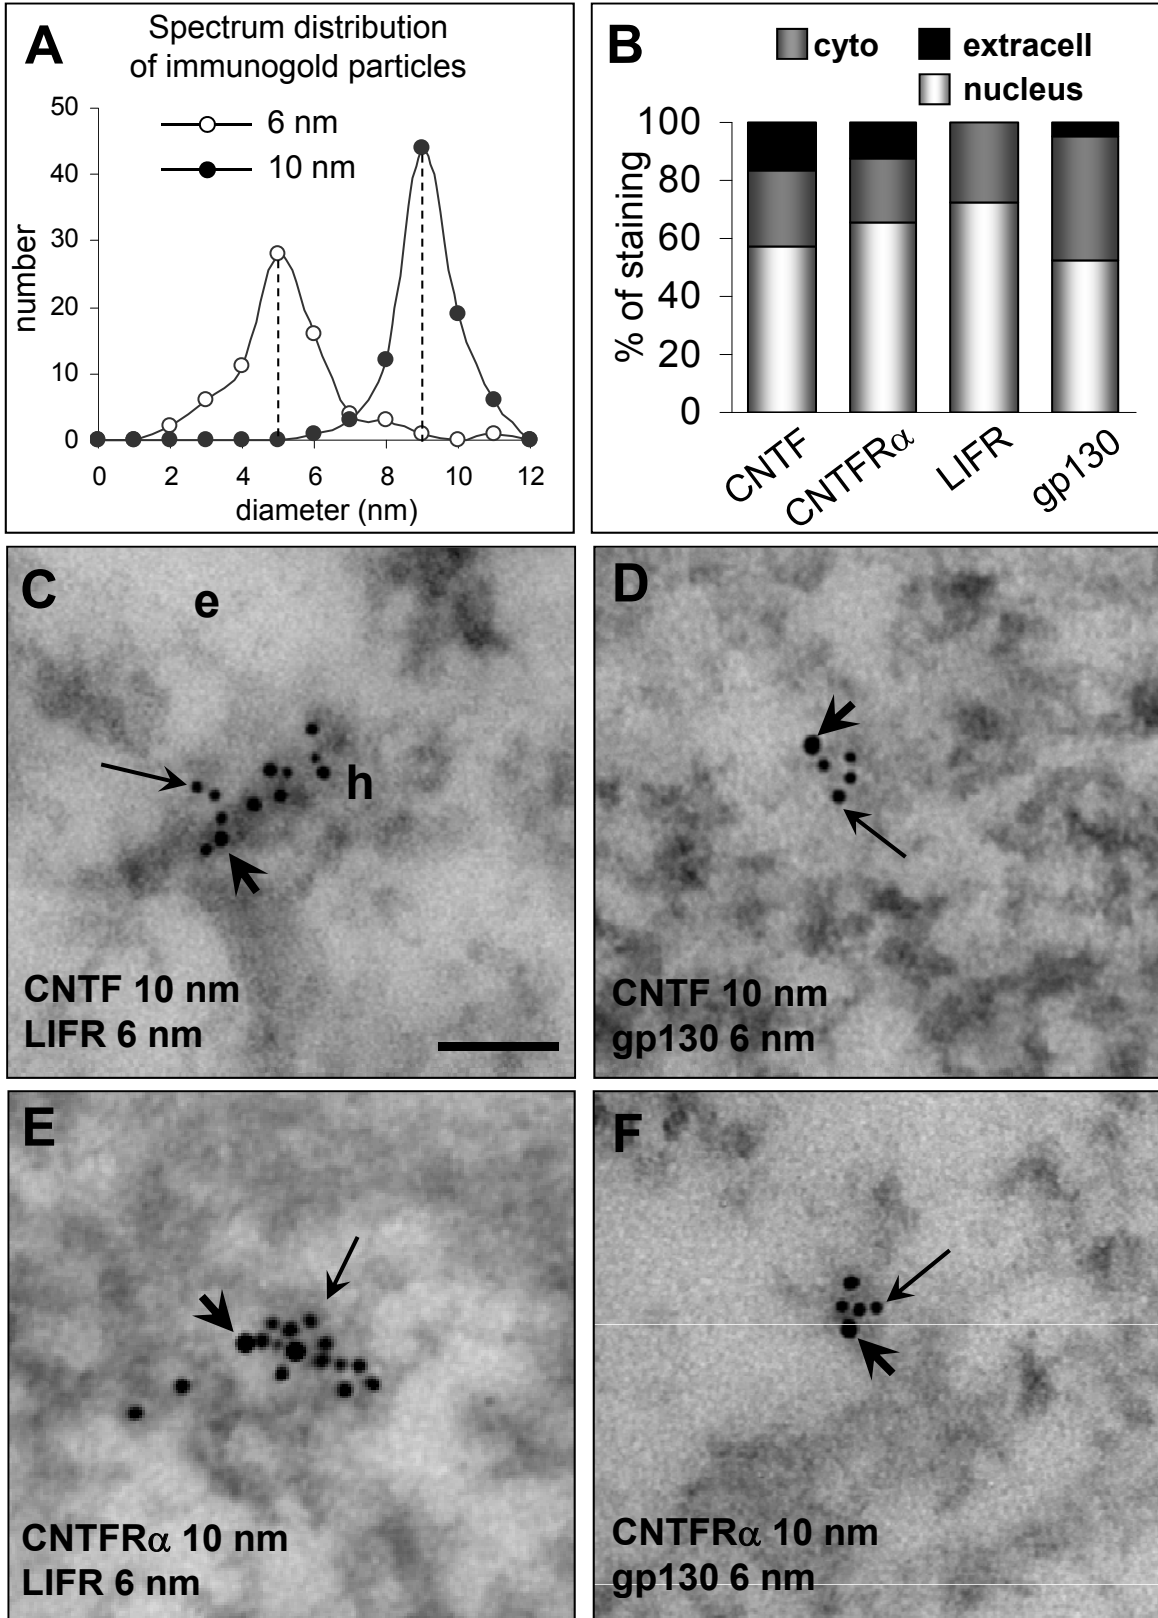 A
Spectrum distribution
of immunogold particles
6 nm
10 nm
50
40
30
20
10
0
number
0 2 4 6 8 10 12
diameter (nm)
B
cyto extracell
nucleus
100
80
60
40
20
0
% of staining
CNTF CNTFRα LIFR gp130
C
e
h
CNTF 10 nm
LIFR 6 nm
D
CNTF 10 nm
gp130 6 nm
E
CNTFRα 10 nm
LIFR 6 nm
F
CNTFRα 10 nm
gp130 6 nm